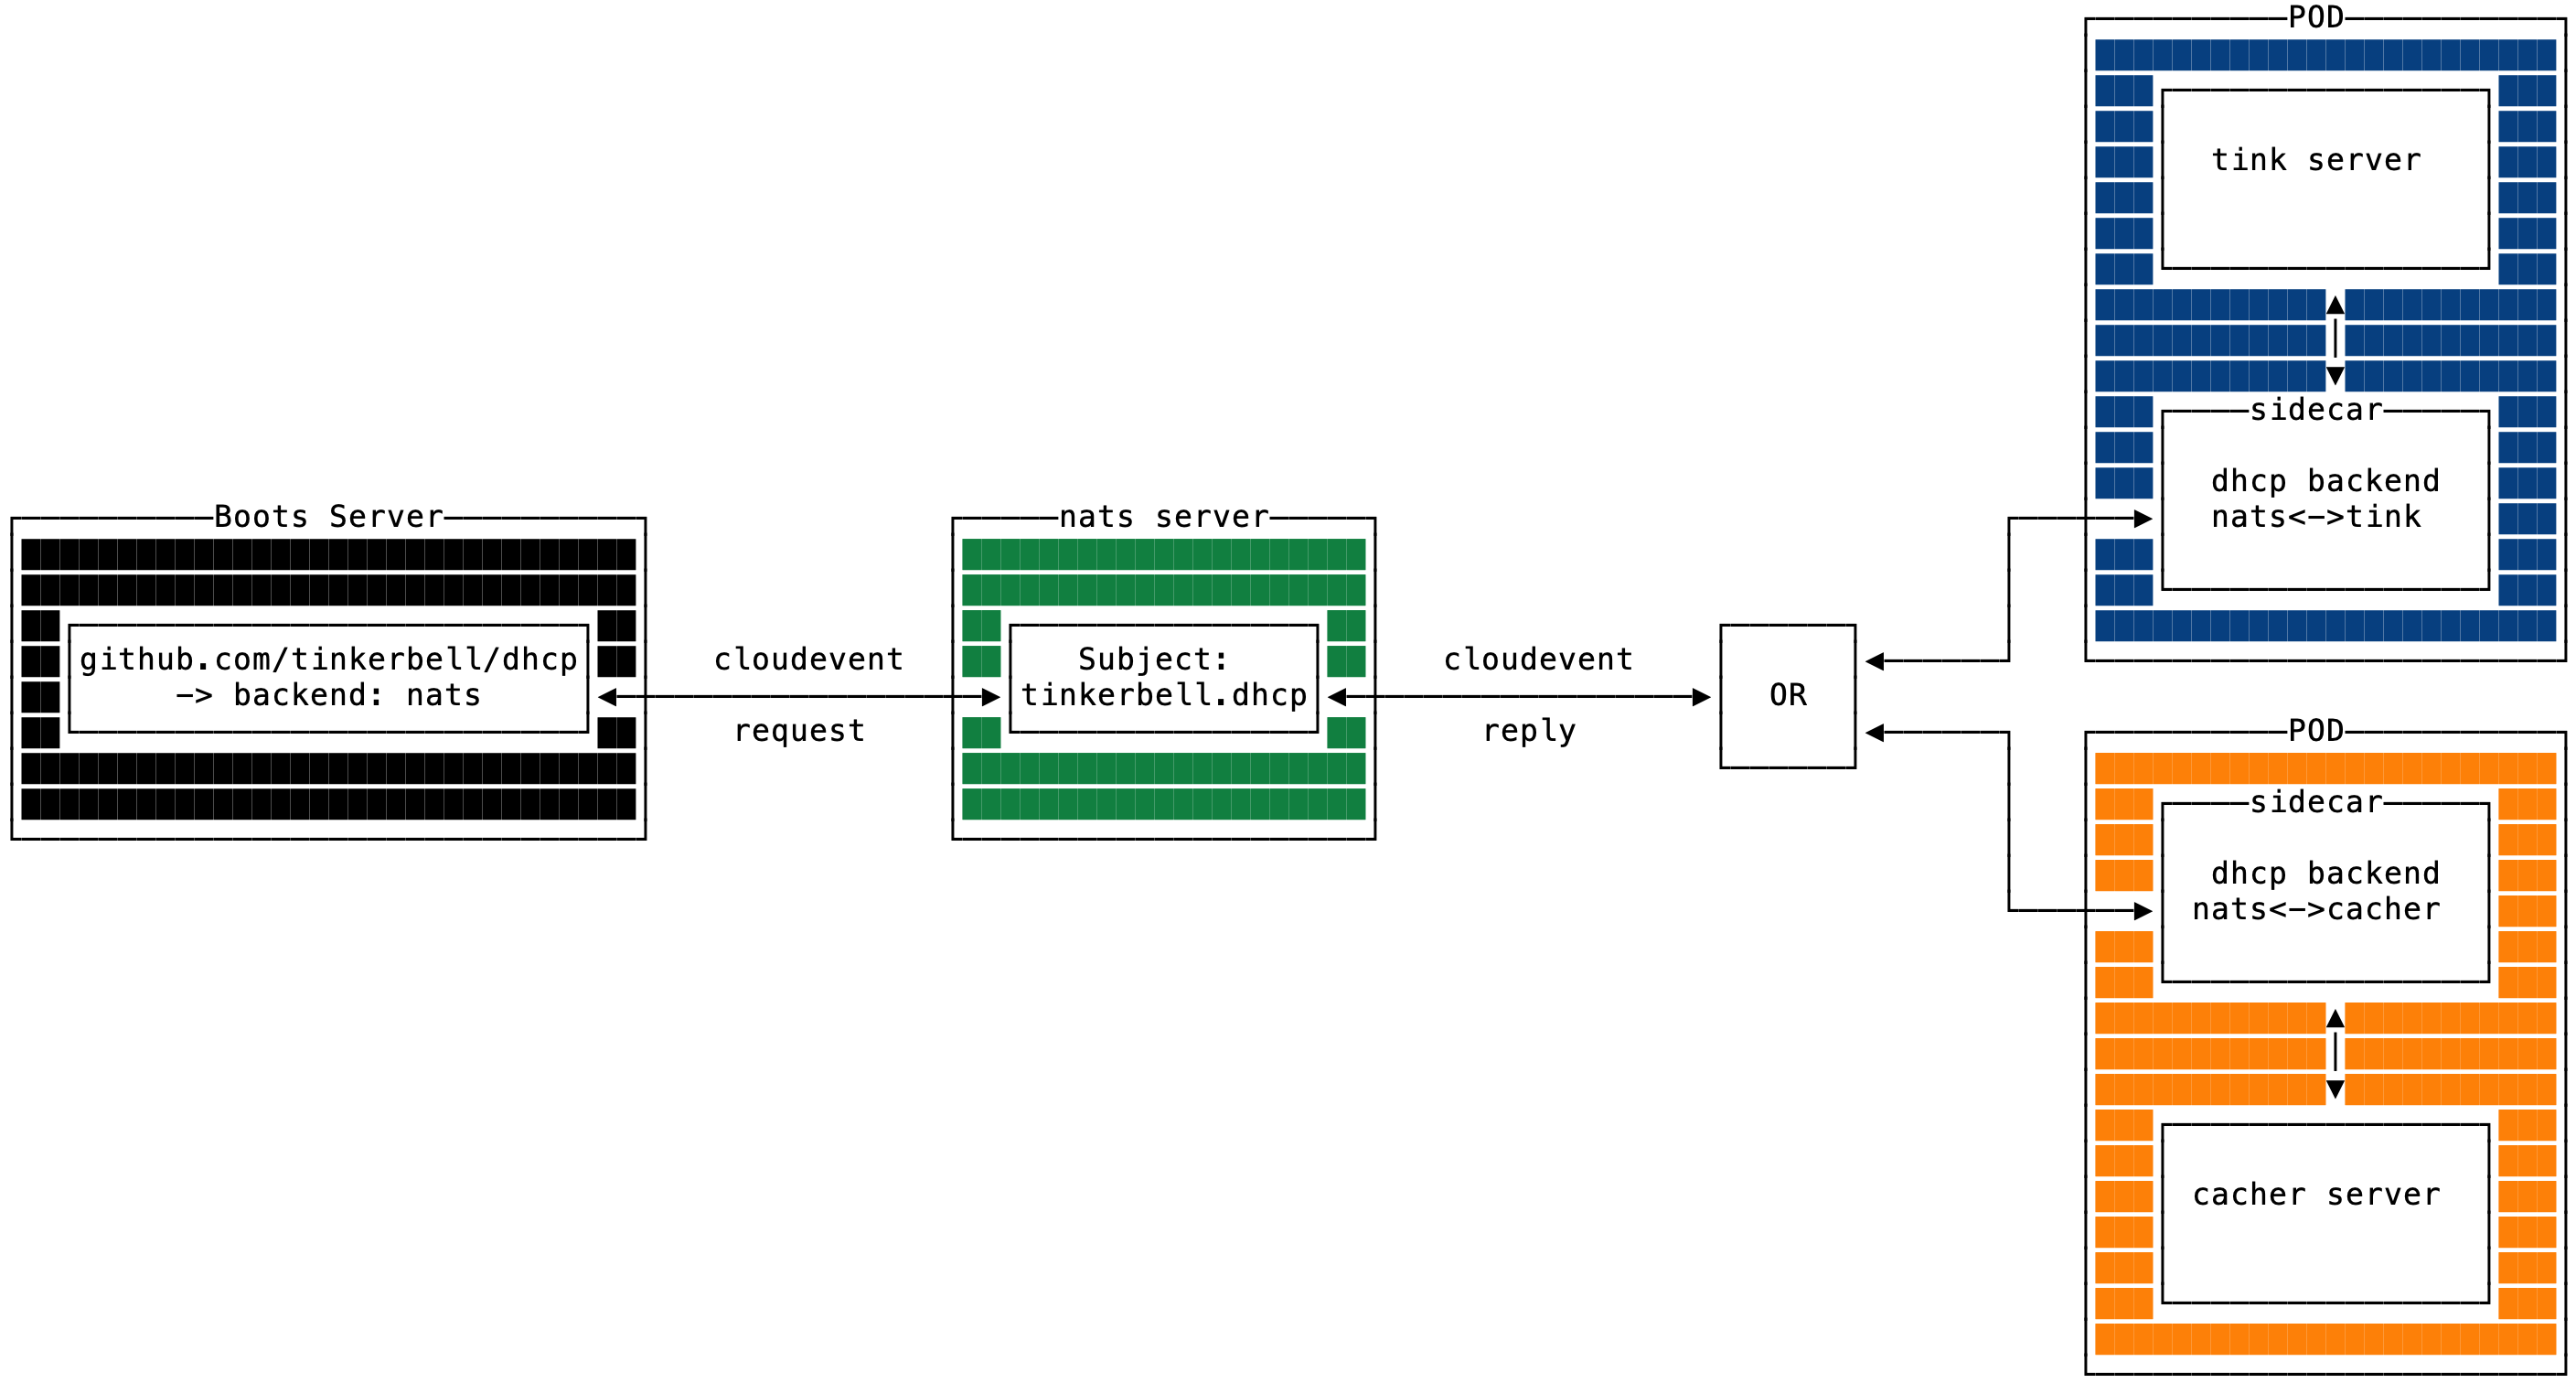 Boots Server
github.com/tinkerbell/dhcp
-> backend: nats
cloudevent
request
nats server
Subject:
tinkerbell.dhcp
cloudevent
reply
OR
POD
tink server
sidecar
dhcp backend
nats<->tink
POD
sidecar
dhcp backend
nats<->cacher
cacher server